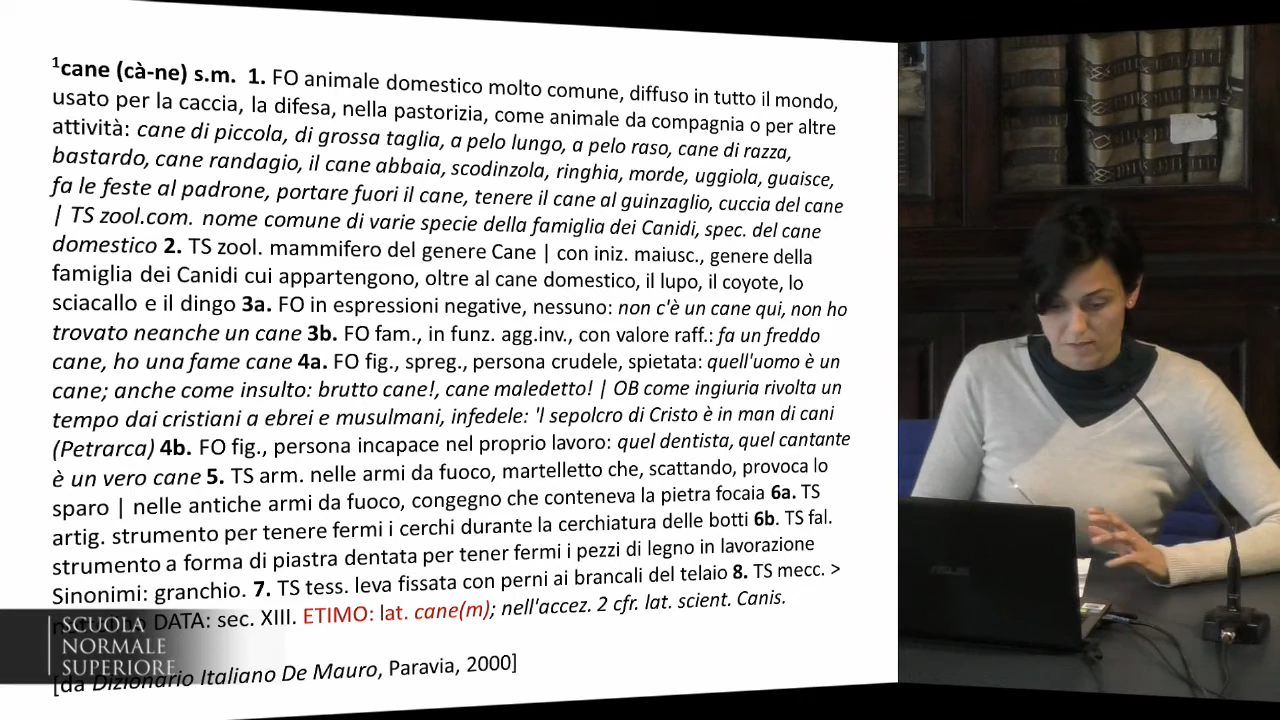 ¹cane (cà-ne) s.m. 1. FO animale domestico molto comune, diffuso in tutto il mondo,
usato per la caccia, la difesa, nella pastorizia, come animale da compagnia o per altre
attività: cane di piccola, di grossa taglia, a pelo lungo, a pelo raso, cane di razza,
bastardo, cane randagio, il cane abbaia, scodinzola, ringhia, morde, uggiola, guaisce,
fa le feste al padrone, portare fuori il cane, tenere il cane al guinzaglio, cuccia del cane
| TS zool.com. nome comune di varie specie della famiglia dei Canidi, spec. del cane
domestico 2. TS zool. mammifero del genere Cane | con iniz. maiusc., genere della
famiglia dei Canidi cui appartengono, oltre al cane domestico, il lupo, il coyote, lo
sciacallo e il dingo 3a. FO in espressioni negative, nessuno: non c'è un cane qui, non ho
trovato neanche un cane 3b. FO fam., in funz. agg.inv., con valore raff.: fa un freddo
cane, ho una fame cane 4a. FO fig., spreg., persona crudele, spietata: quell'uomo è un
cane; anche come insulto: brutto cane!, cane maledetto! | OB come ingiuria rivolta un
tempo dai cristiani a ebrei e musulmani, infedele: 'l sepolcro di Cristo è in man di cani
(Petrarca) 4b. FO fig., persona incapace nel proprio lavoro: quel dentista, quel cantante
è un vero cane 5. TS arm. nelle armi da fuoco, martelletto che, scattando, provoca lo
sparo | nelle antiche armi da fuoco, congegno che conteneva la pietra focaia 6a. TS
artig. strumento per tenere fermi i cerchi durante la cerchiatura delle botti 6b. TS fal.
strumento a forma di piastra dentata per tener fermi i pezzi di legno in lavorazione
Sinonimi: granchio. 7. TS tess. leva fissata con perni ai brancali del telaio 8. TS mecc. >
DATA: sec. XIII. ETIMO: lat. cane(m); nell'accez. 2 cfr. lat. scient. Canis.
[da Dizionario Italiano De Mauro, Paravia, 2000]
SCUOLA
NORMALE
SUPERIORE
ASUS